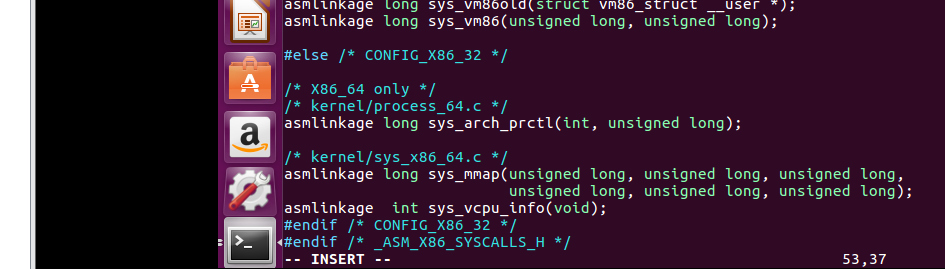 asmlinkage long sys_vm86old(struct vm86_struct __user *);
asmlinkage long sys_vm86(unsigned long, unsigned long);
#else /* CONFIG_X86_32 */
/* X86_64 only */
/* kernel/process_64.c */
asmlinkage long sys_arch_prctl(int, unsigned long);
/* kernel/sys_x86_64.c */
asmlinkage long sys_mmap(unsigned long, unsigned long, unsigned long,
unsigned long, unsigned long, unsigned long);
asmlinkage  int sys_vcpu_info(void);
#endif /* CONFIG_X86_32 */
#endif /* _ASM_X86_SYSCALLS_H */
-- INSERT -- 53,37